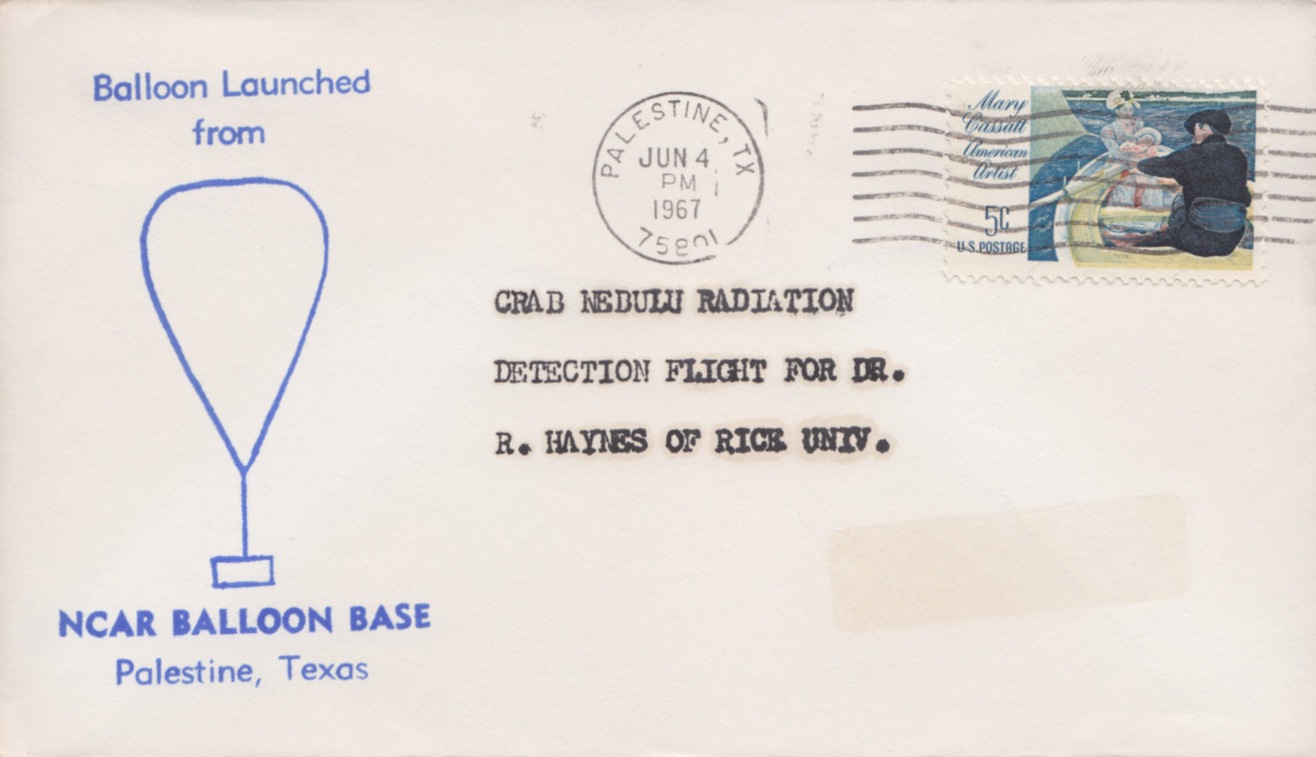 Balloon Launched
from
NCAR BALLOON BASE
Palestine, Texas
PALESTINE, TX
JUN 4
PM
1967
75801
Mary
Cassatt
American
Artist
5c
U.S. POSTAGE
CRAB NEBULU RADIATION
DETECTION FLIGHT FOR DR.
R. HAYNES OF RICE UNIV.